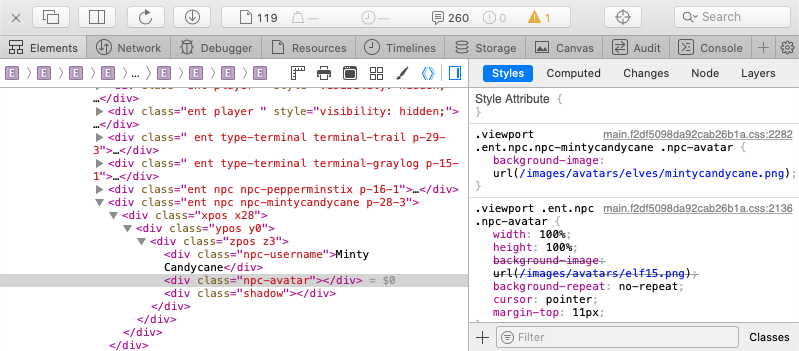 119 — — 260 0 1 Search
Elements Network Debugger Resources Timelines Storage Canvas Audit Console
E E E E … E E E E
Styles Computed Changes Node Layers
<div class="ent player " style="visibility: hidden;">
…</div>
<div class="ent player " style="visibility: hidden;">
…</div>
<div class=" ent type-terminal terminal-trail p-29-
3">…</div>
<div class=" ent type-terminal terminal-graylog p-15-
1">…</div>
<div class="ent npc npc-pepperminstix p-16-1">…</div>
<div class="ent npc npc-mintycandycane p-28-3">
<div class="xpos x28">
<div class="ypos y0">
<div class="zpos z3">
<div class="npc-username">Minty
Candycane</div>
<div class="npc-avatar"></div> = $0
<div class="shadow"></div>
</div>
</div>
</div>
</div>
Style Attribute {
}
.viewport main.f2df5098da92cab26b1a.css:2282
.ent.npc.npc-mintycandycane .npc-avatar {
background-image:
url(/images/avatars/elves/mintycandycane.png);
}
.viewport .ent.npc main.f2df5098da92cab26b1a.css:2136
.npc-avatar {
width: 100%;
height: 100%;
background-image:
url(/images/avatars/elf15.png);
background-repeat: no-repeat;
cursor: pointer;
margin-top: 11px;
Filter Classes